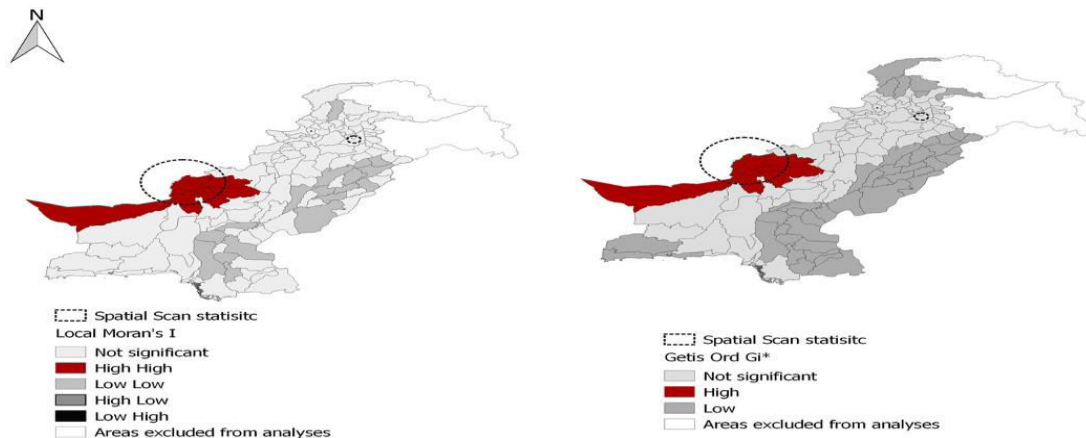 N
Spatial Scan statisitc
Local Moran's I
Not significant
High High
Low Low
High Low
Low High
Areas excluded from analyses
Spatial Scan statisitc
Getis Ord Gi*
Not significant
High
Low
Areas excluded from analyses